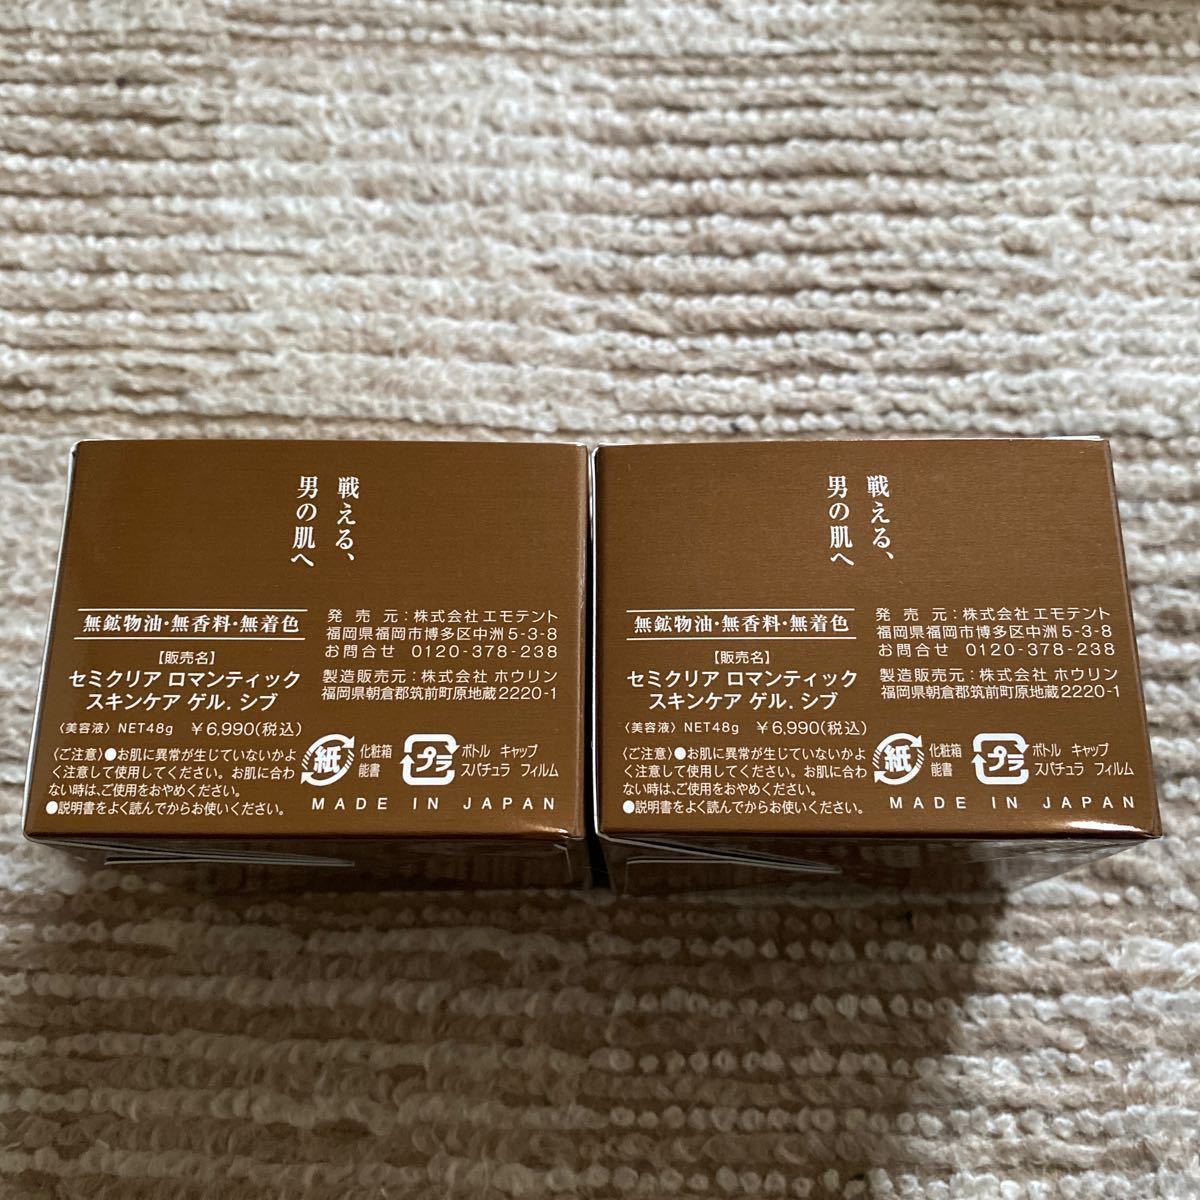 戦える、
男の肌へ
無鉱物油・無香料・無着色
【販売名】
セミクリア ロマンティック
スキンケア ゲル. シブ
〈美容液〉 NET48g ￥6,990(税込)
〈ご注意〉●お肌に異常が生じていないかよ
く注意して使用してください。お肌に合わ
ない時は、ご使用をおやめください。
●説明書をよく読んでからお使いください。
発売元：株式会社エモテント
福岡県福岡市博多区中洲5-3-8
お問合せ 0120-378-238
製造販売元：株式会社 ホウリン
福岡県朝倉郡筑前町原地蔵2220-1
紙
化粧箱
能書
プラ
ボトル キャップ
スパチュラ フィルム
MADE IN JAPAN
戦える、
男の肌へ
無鉱物油・無香料・無着色
【販売名】
セミクリア ロマンティック
スキンケア ゲル. シブ
〈美容液〉 NET48g ￥6,990(税込)
〈ご注意〉●お肌に異常が生じていないかよ
く注意して使用してください。お肌に合わ
ない時は、ご使用をおやめください。
●説明書をよく読んでからお使いください。
発売元：株式会社エモテント
福岡県福岡市博多区中洲5-3-8
お問合せ 0120-378-238
製造販売元：株式会社 ホウリン
福岡県朝倉郡筑前町原地蔵2220-1
紙
化粧箱
能書
プラ
ボトル キャップ
スパチュラ フィルム
MADE IN JAPAN